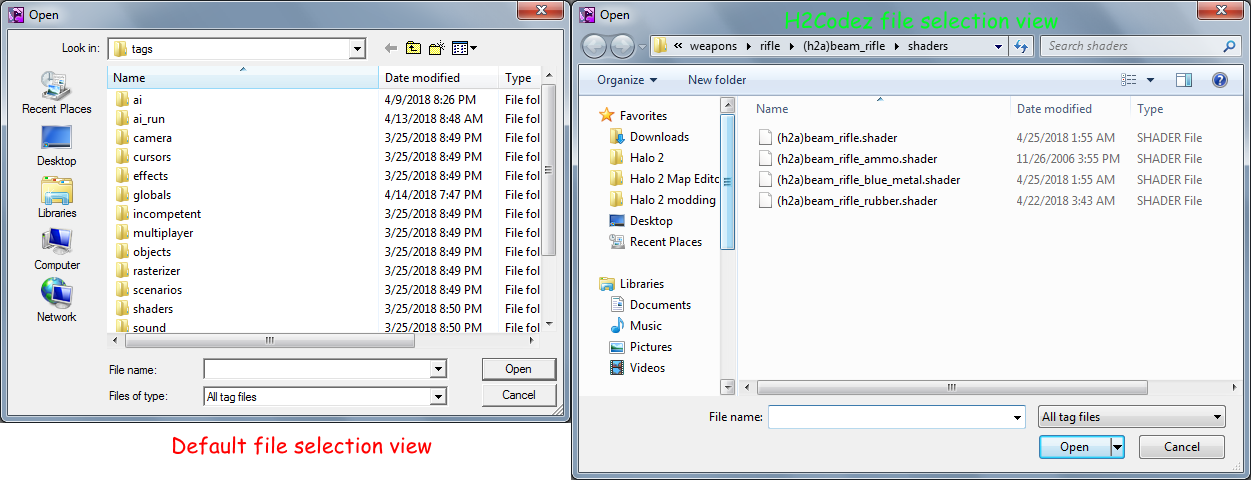 Open
Look in: tags
Name Date modified Type
Recent Places
Desktop
Libraries
Computer
Network
ai 4/9/2018 8:26 PM File fol
ai_run 4/13/2018 8:48 AM File fol
camera 3/25/2018 8:49 PM File fol
cursors 3/25/2018 8:49 PM File fol
effects 3/25/2018 8:49 PM File fol
globals 4/14/2018 7:47 PM File fol
incompetent 3/25/2018 8:49 PM File fol
multiplayer 3/25/2018 8:49 PM File fol
objects 3/25/2018 8:49 PM File fol
rasterizer 3/25/2018 8:49 PM File fol
scenarios 3/25/2018 8:49 PM File fol
shaders 3/25/2018 8:50 PM File fol
sound 3/25/2018 8:50 PM File fol
File name: Open
Files of type: All tag files Cancel
Default file selection view
Open
H2Codez file selection view
« weapons rifle (h2a)beam_rifle shaders Search shaders
Organize New folder
Favorites
Downloads
Halo 2
Halo 2 Map Edito
Halo 2 modding
Desktop
Recent Places
Libraries
Documents
Music
Pictures
Videos
Name Date modified Type
(h2a)beam_rifle.shader 4/25/2018 1:55 AM SHADER File
(h2a)beam_rifle_ammo.shader 11/26/2006 3:55 PM SHADER File
(h2a)beam_rifle_blue_metal.shader 4/25/2018 1:55 AM SHADER File
(h2a)beam_rifle_rubber.shader 4/22/2018 3:43 AM SHADER File
File name: All tag files
Open Cancel